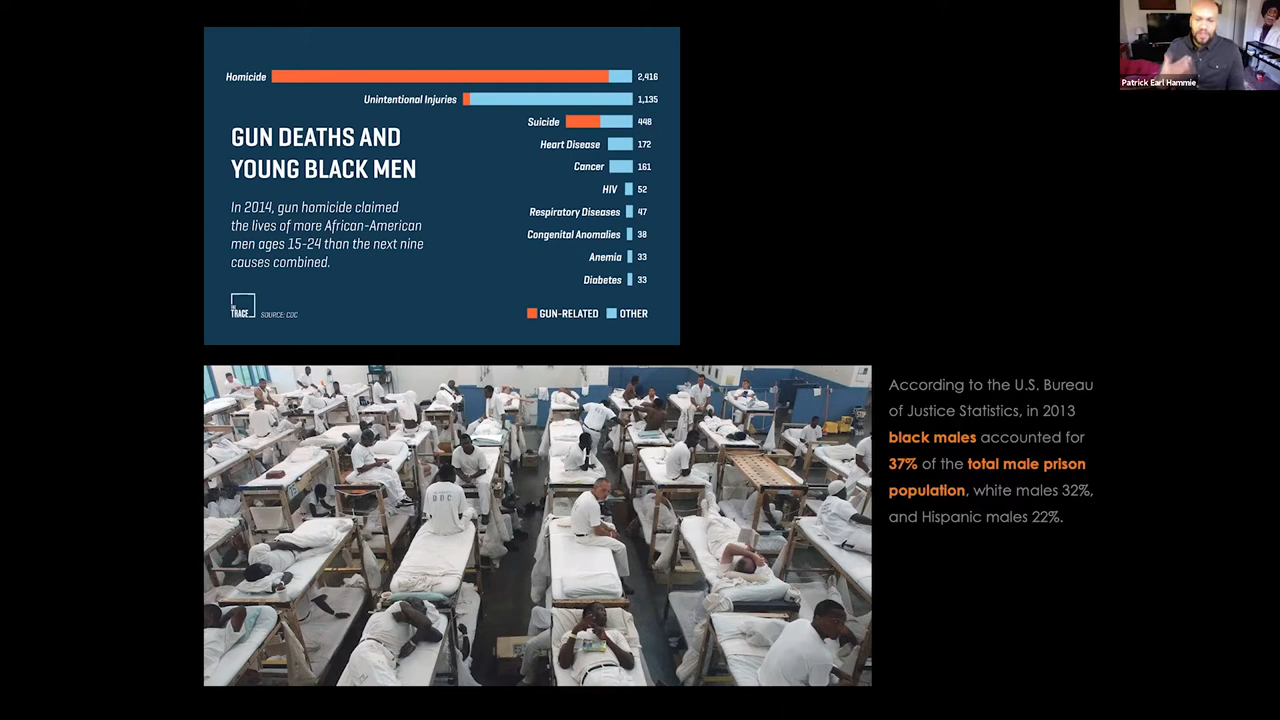 Homicide 2,416
Unintentional Injuries 1,135
Suicide 448
Heart Disease 172
Cancer 161
HIV 52
Respiratory Diseases 47
Congenital Anomalies 38
Anemia 33
Diabetes 33
GUN DEATHS AND
YOUNG BLACK MEN
In 2014, gun homicide claimed
the lives of more African-American
men ages 15-24 than the next nine
causes combined.
THE
TRACE
SOURCE: CDC
GUN-RELATED OTHER
Patrick Earl Hammie
According to the U.S. Bureau
of Justice Statistics, in 2013
black males accounted for
37% of the total male prison
population, white males 32%,
and Hispanic males 22%.
DOC